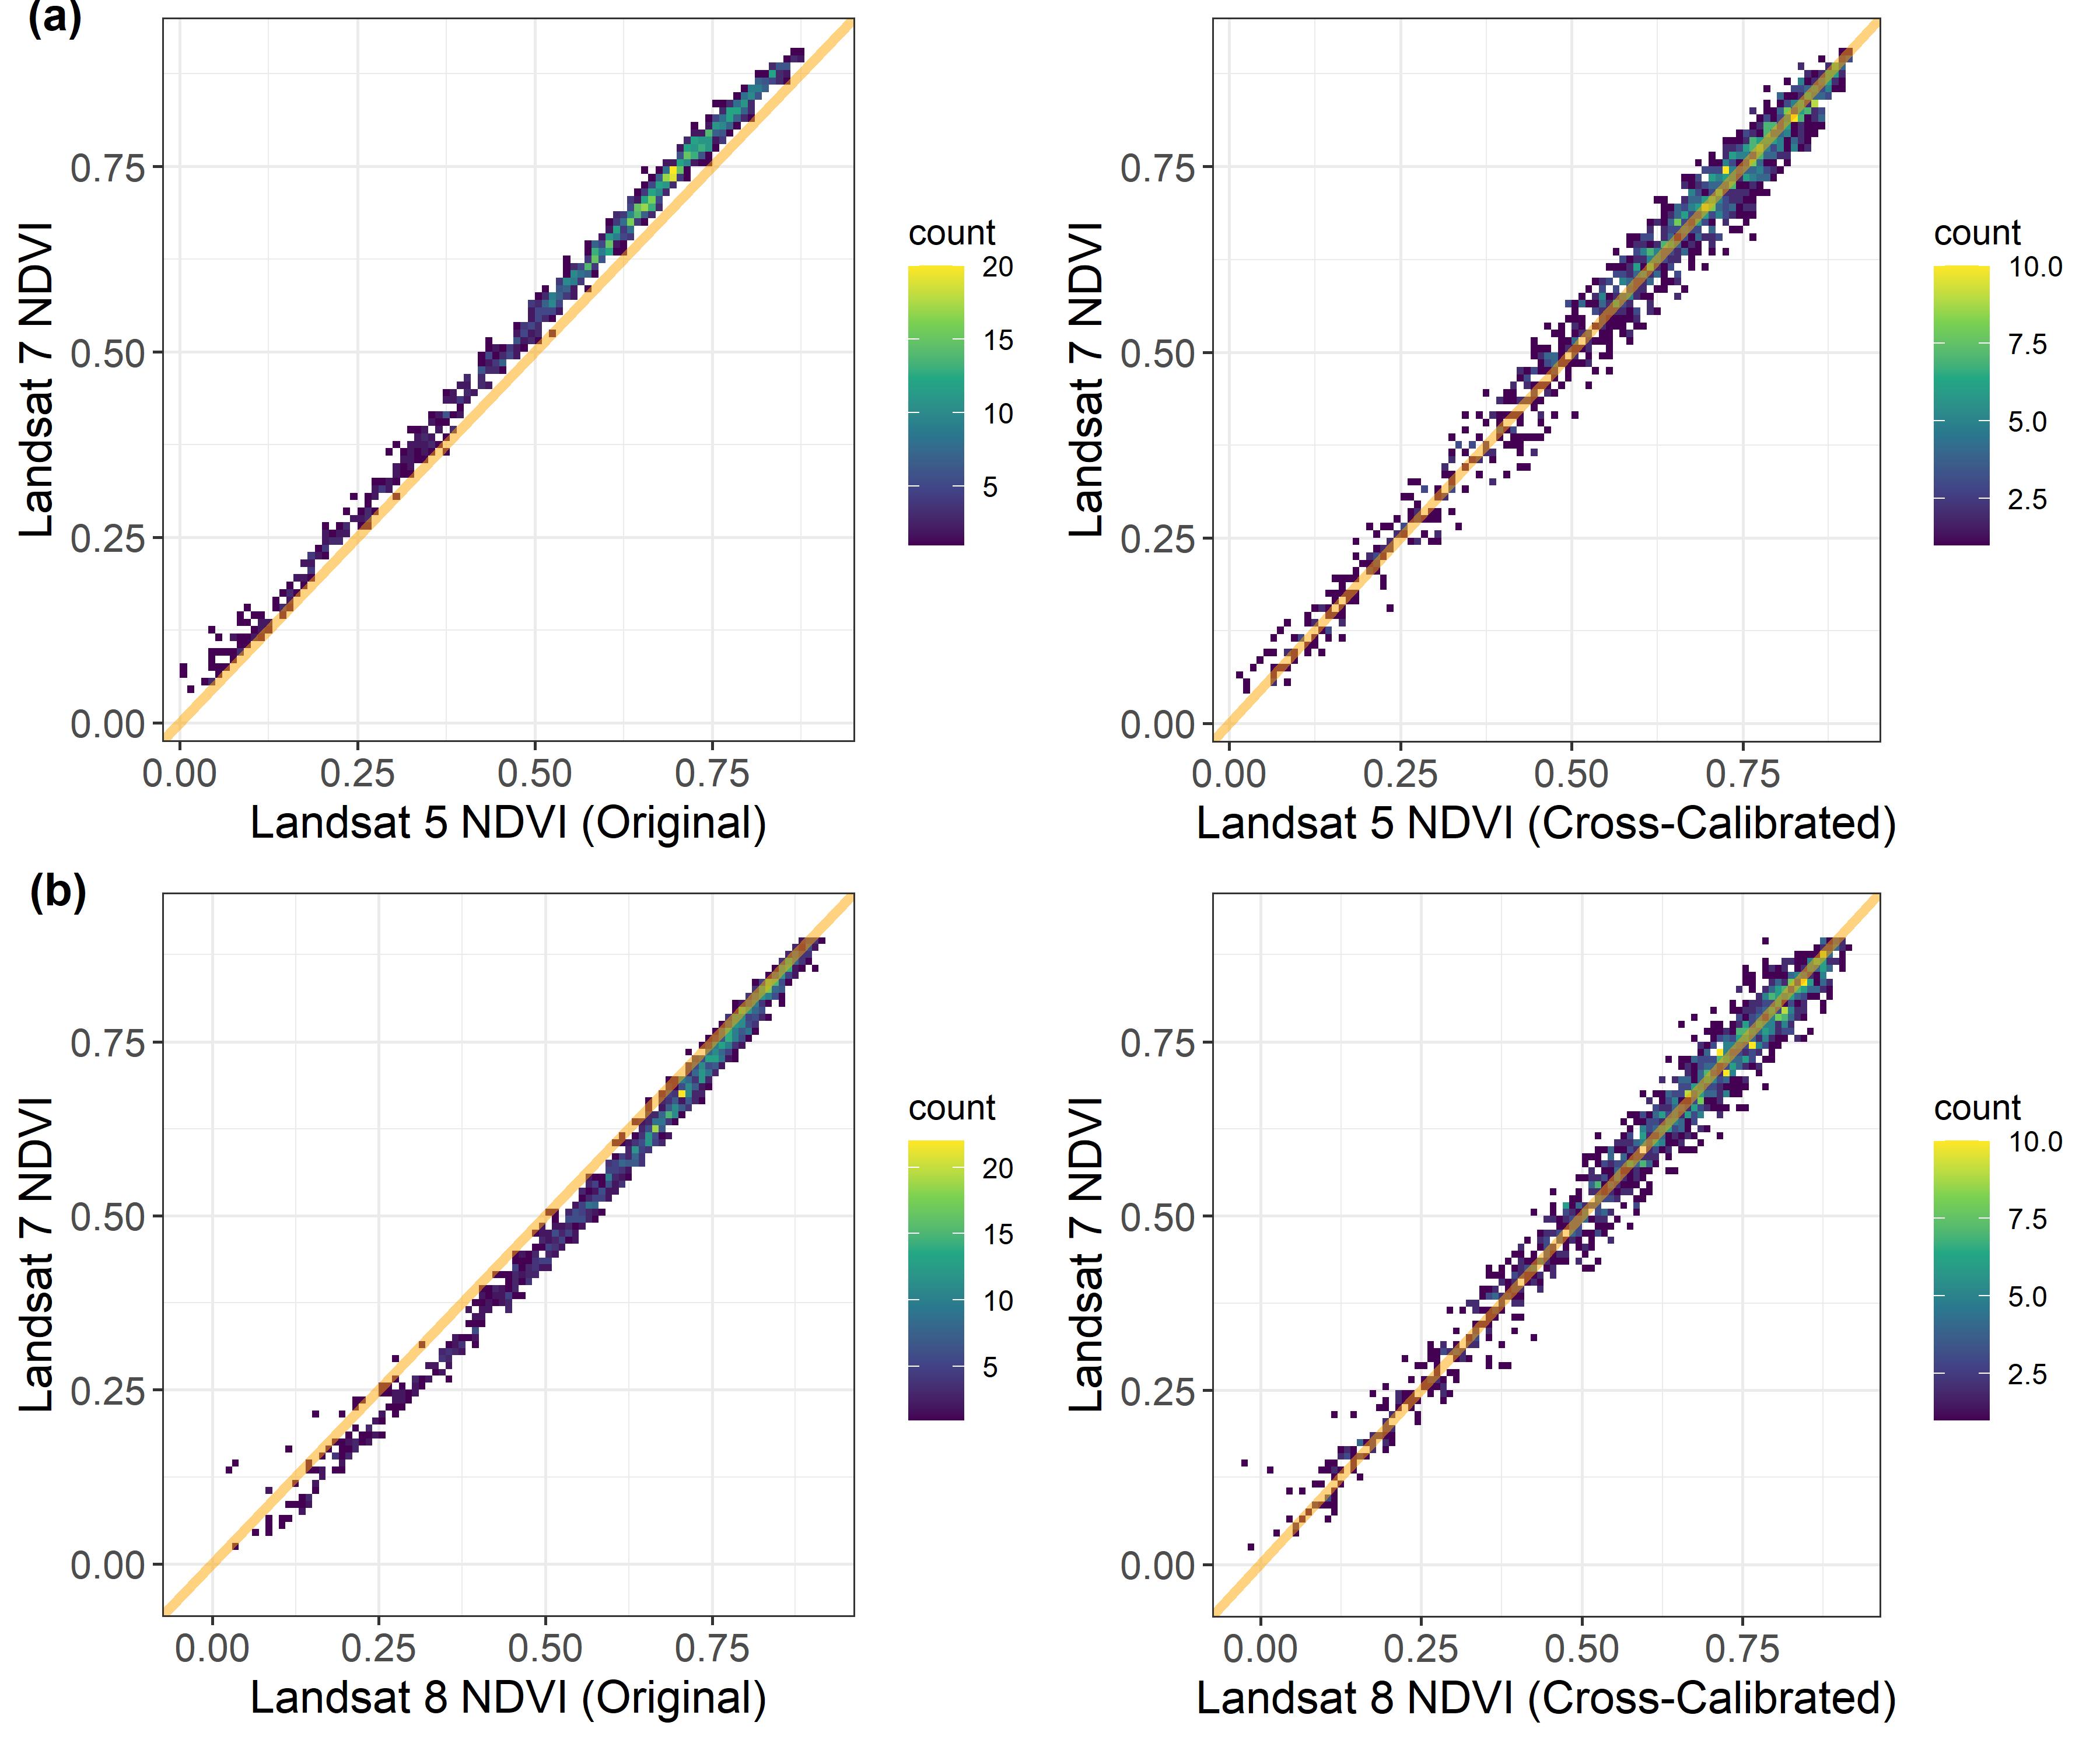 (a)
Landsat 7 NDVI
0.75
0.50
0.25
0.00
0.00 0.25 0.50 0.75
Landsat 5 NDVI (Original)
count
20
15
10
5
Landsat 7 NDVI
0.75
0.50
0.25
0.00
0.00 0.25 0.50 0.75
Landsat 5 NDVI (Cross-Calibrated)
count
10.0
7.5
5.0
2.5
(b)
Landsat 7 NDVI
0.75
0.50
0.25
0.00
0.00 0.25 0.50 0.75
Landsat 8 NDVI (Original)
count
20
15
10
5
Landsat 7 NDVI
0.75
0.50
0.25
0.00
0.00 0.25 0.50 0.75
Landsat 8 NDVI (Cross-Calibrated)
count
10.0
7.5
5.0
2.5